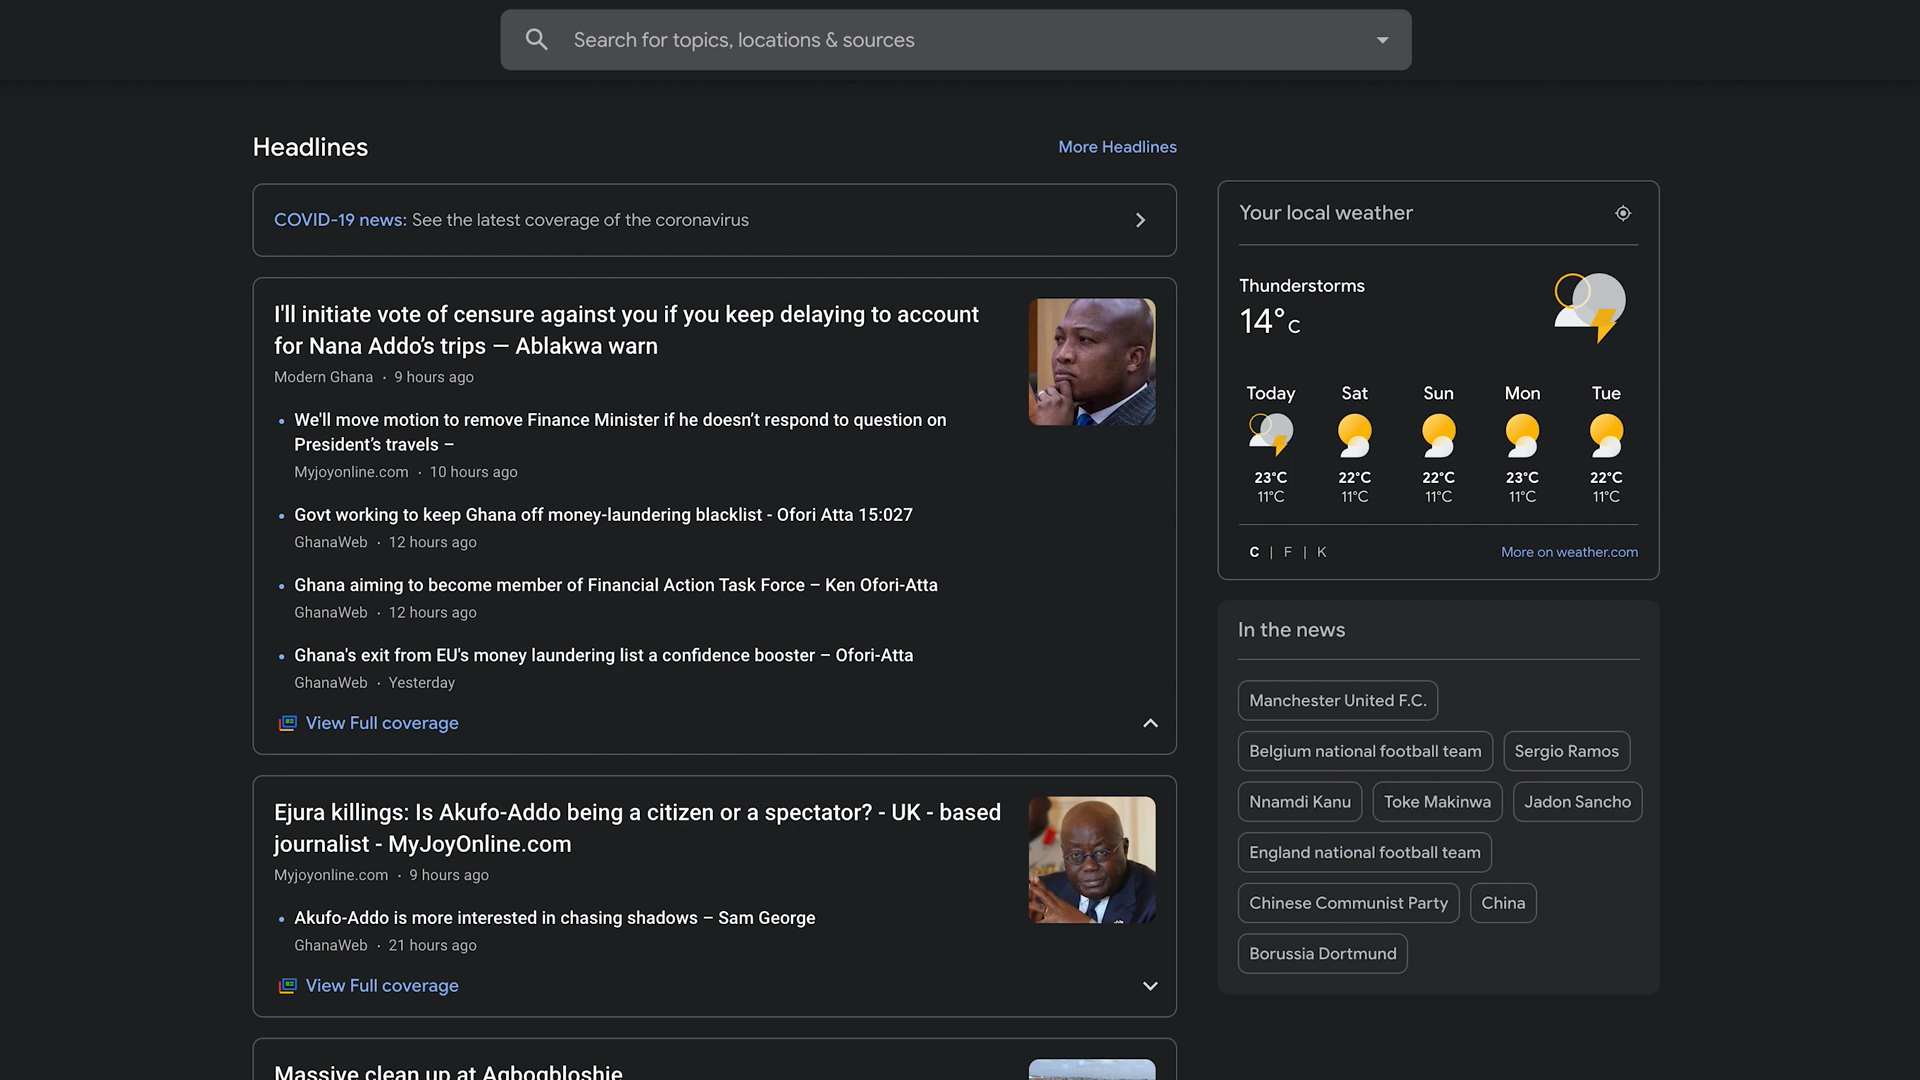 Search for topics, locations & sources
Headlines
More Headlines
COVID-19 news: See the latest coverage of the coronavirus
I'll initiate vote of censure against you if you keep delaying to account
for Nana Addo’s trips — Ablakwa warn
Modern Ghana · 9 hours ago
• We'll move motion to remove Finance Minister if he doesn’t respond to question on
President’s travels –
Myjoyonline.com · 10 hours ago
• Govt working to keep Ghana off money-laundering blacklist - Ofori Atta 15:027
GhanaWeb · 12 hours ago
• Ghana aiming to become member of Financial Action Task Force – Ken Ofori-Atta
GhanaWeb · 12 hours ago
• Ghana's exit from EU's money laundering list a confidence booster – Ofori-Atta
GhanaWeb · Yesterday
View Full coverage
Ejura killings: Is Akufo-Addo being a citizen or a spectator? - UK - based
journalist - MyJoyOnline.com
Myjoyonline.com · 9 hours ago
• Akufo-Addo is more interested in chasing shadows – Sam George
GhanaWeb · 21 hours ago
View Full coverage
Massive clean up at Agbogbloshie
Your local weather
Thunderstorms
14°C
Today Sat Sun Mon Tue
23°C 22°C 22°C 23°C 22°C
11°C 11°C 11°C 11°C 11°C
C | F | K More on weather.com
In the news
Manchester United F.C.
Belgium national football team Sergio Ramos
Nnamdi Kanu Toke Makinwa Jadon Sancho
England national football team
Chinese Communist Party China
Borussia Dortmund